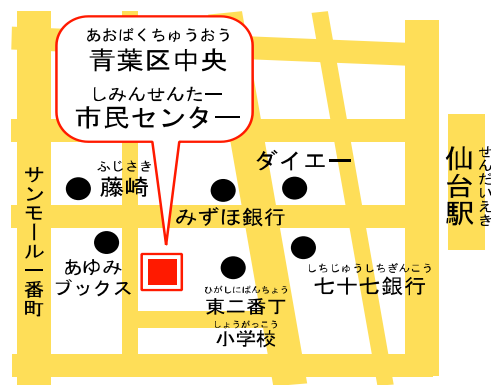 あおばくちゅうおう
青葉区中央
しみんせんたー
市民センター
サンモール一番町
ふじさき
藤崎
ダイエー
みずほ銀行
せんだいえき
仙台駅
あゆみ
ブックス
ひがしにばんちょう
東二番丁
しょうがっこう
小学校
しちじゅうしちぎんこう
七十七銀行